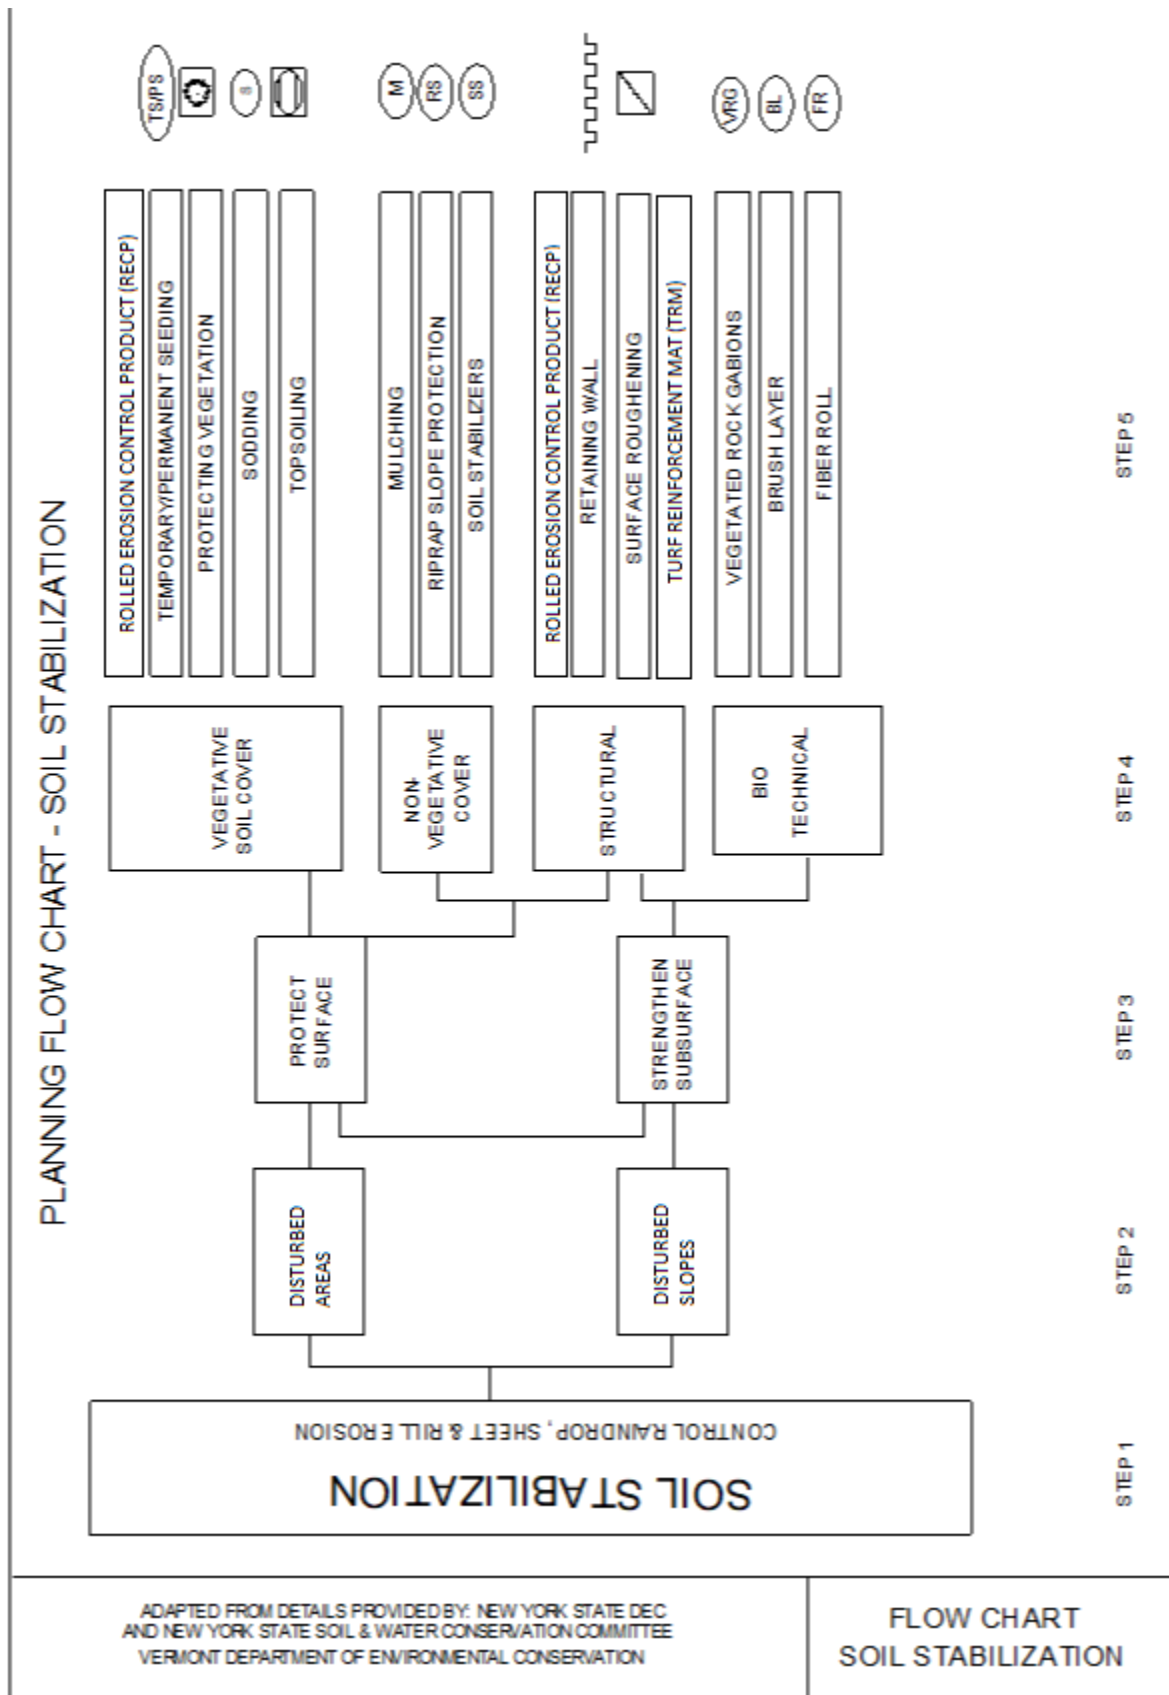 PLANNING FLOW CHART - SOIL STABILIZATION
SOIL STABILIZATION
CONTROL RAINDROP, SHEET & RILL EROSION
DISTURBED
AREAS
DISTURBED
SLOPES
PROTECT
SURFACE
STRENGTHEN
SUBSURFACE
VEGETATIVE
SOIL COVER
NON-
VEGETATIVE
COVER
STRUCTURAL
BIO
TECHNICAL
ROLLED EROSION CONTROL PRODUCT (RECP)
TEMPORARY/PERMANENT SEEDING
TS/PS
PROTECTING VEGETATION
SODDING
S
TOPSOILING
MULCHING
M
RIPRAP SLOPE PROTECTION
RS
SOIL STABILIZERS
SS
ROLLED EROSION CONTROL PRODUCT (RECP)
RETAINING WALL
SURFACE ROUGHENING
TURF REINFORCEMENT MAT (TRM)
VEGETATED ROCK GABIONS
VRG
BRUSH LAYER
BL
FIBER ROLL
FR
STEP 1
STEP 2
STEP 3
STEP 4
STEP 5
ADAPTED FROM DETAILS PROVIDED BY: NEW YORK STATE DEC
AND NEW YORK STATE SOIL & WATER CONSERVATION COMMITTEE
VERMONT DEPARTMENT OF ENVIRONMENTAL CONSERVATION
FLOW CHART
SOIL STABILIZATION